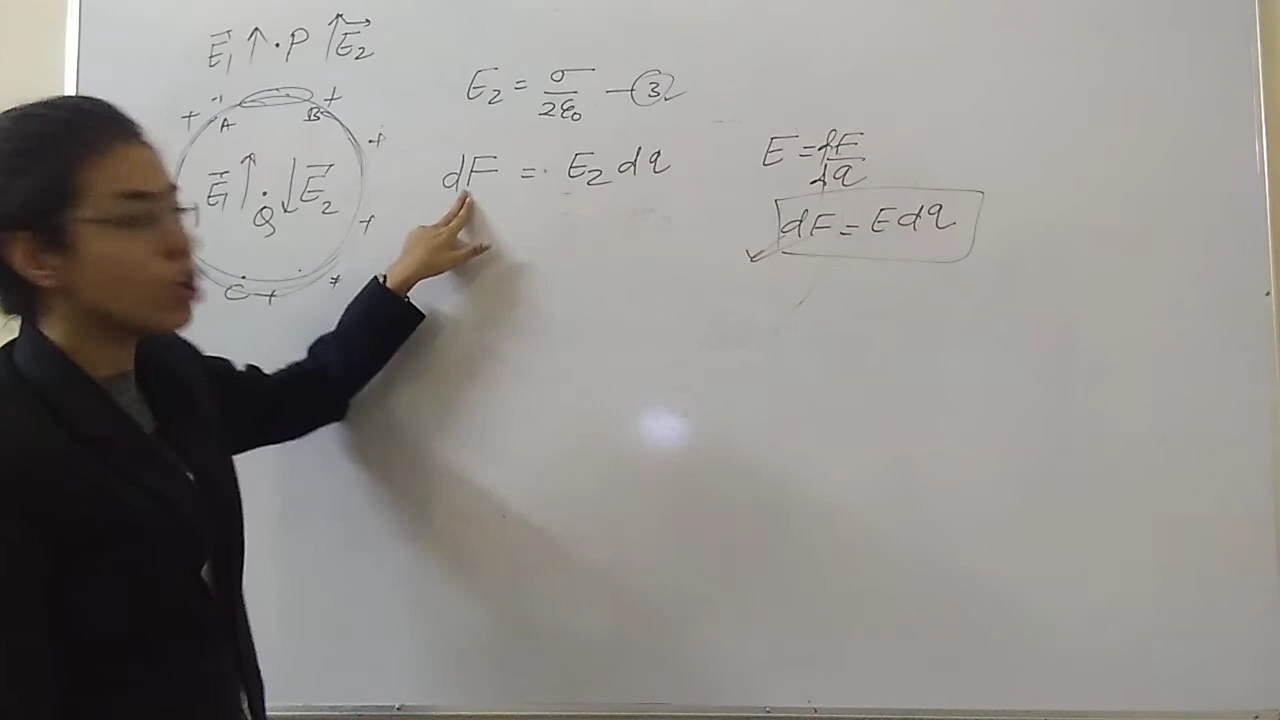 E⃗₁ ↑ · P ↑ E⃗₂
+ A B + +
E⃗₁ ↑ · Q ↓ E⃗₂ +
C + +
E₂ = σ/2ε₀ — ③
dF = E₂ dq
E = dF/dq
dF = E dq